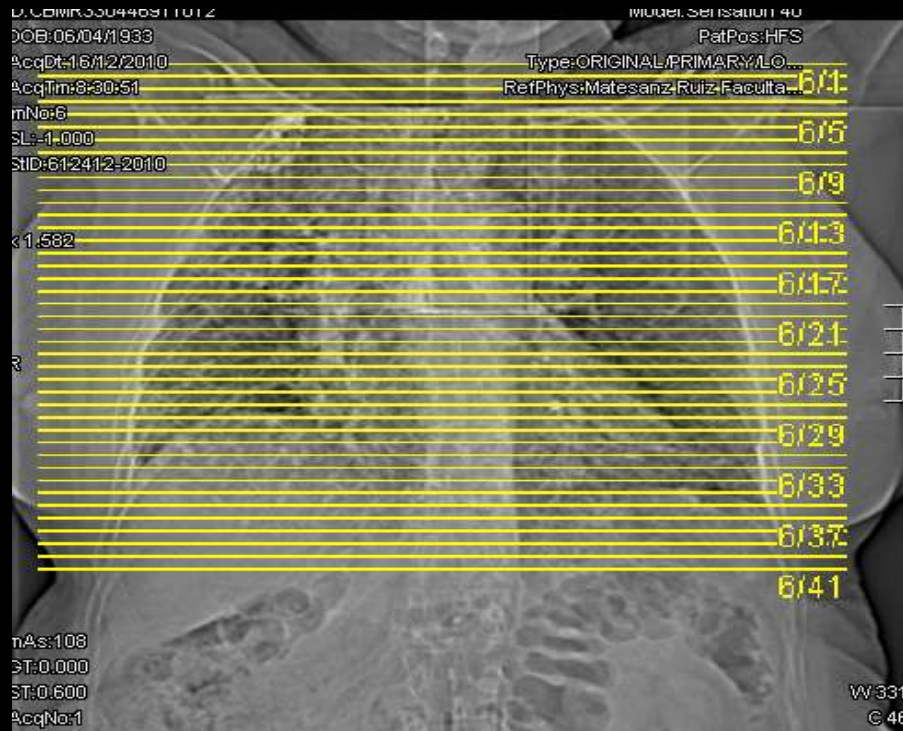 DOB:06/04/1933
AcqDt:16/12/2010
AcqTm:8:30:51
mNo:6
SL:-1.000
StID:612412-2010
x 1.582
R
mAs:108
GT:0.000
ST:0.600
AcqNo:1
Model:Sensation 40
PatPos:HFS
Type:ORIGINAL/PRIMARY/LO...
RefPhys:Matesanz Ruiz Faculta...
6/1
6/5
6/9
6/13
6/17
6/21
6/25
6/29
6/33
6/37
6/41
W 331
C 46